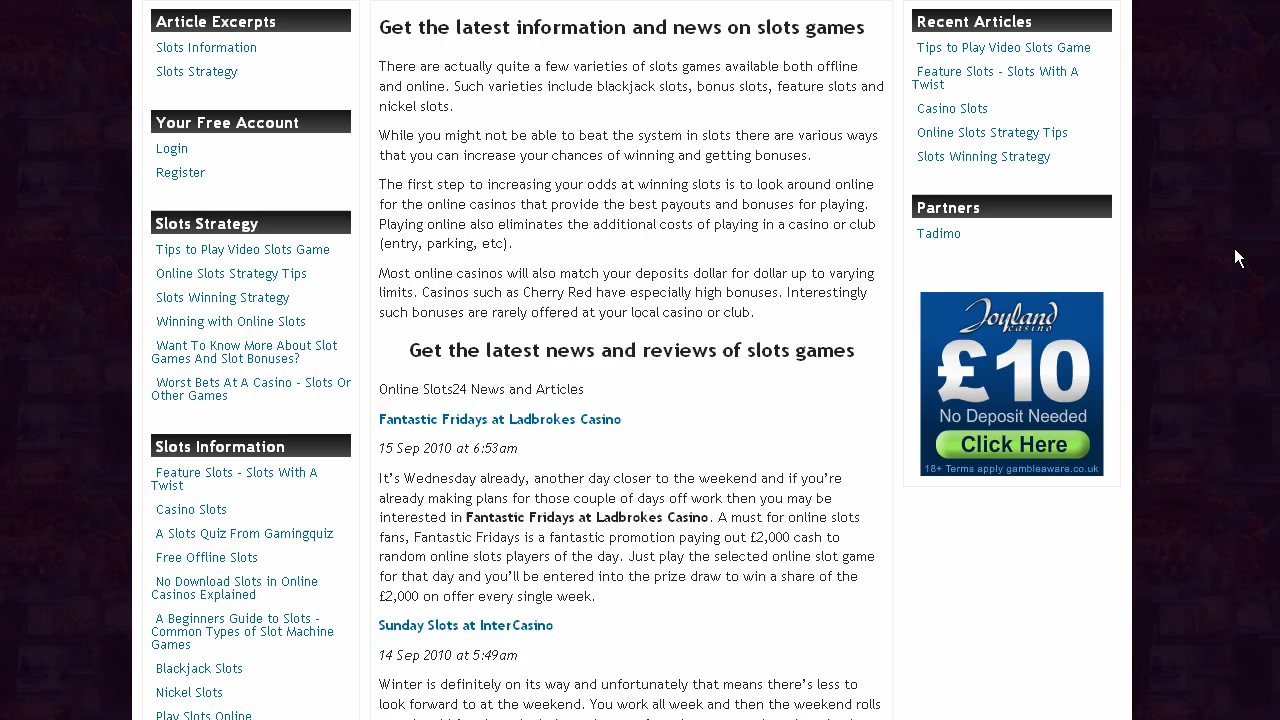 Article Excerpts
Slots Information
Slots Strategy
Your Free Account
Login
Register
Slots Strategy
Tips to Play Video Slots Game
Online Slots Strategy Tips
Slots Winning Strategy
Winning with Online Slots
Want To Know More About Slot
Games And Slot Bonuses?
Worst Bets At A Casino - Slots Or
Other Games
Slots Information
Feature Slots - Slots With A
Twist
Casino Slots
A Slots Quiz From Gamingquiz
Free Offline Slots
No Download Slots in Online
Casinos Explained
A Beginners Guide to Slots -
Common Types of Slot Machine
Games
Blackjack Slots
Nickel Slots
Play Slots Online
Get the latest information and news on slots games
There are actually quite a few varieties of slots games available both offline
and online. Such varieties include blackjack slots, bonus slots, feature slots and
nickel slots.
While you might not be able to beat the system in slots there are various ways
that you can increase your chances of winning and getting bonuses.
The first step to increasing your odds at winning slots is to look around online
for the online casinos that provide the best payouts and bonuses for playing.
Playing online also eliminates the additional costs of playing in a casino or club
(entry, parking, etc).
Most online casinos will also match your deposits dollar for dollar up to varying
limits. Casinos such as Cherry Red have especially high bonuses. Interestingly
such bonuses are rarely offered at your local casino or club.
Get the latest news and reviews of slots games
Online Slots24 News and Articles
Fantastic Fridays at Ladbrokes Casino
15 Sep 2010 at 6:53am
It’s Wednesday already, another day closer to the weekend and if you’re
already making plans for those couple of days off work then you may be
interested in Fantastic Fridays at Ladbrokes Casino. A must for online slots
fans, Fantastic Fridays is a fantastic promotion paying out £2,000 cash to
random online slots players of the day. Just play the selected online slot game
for that day and you’ll be entered into the prize draw to win a share of the
£2,000 on offer every single week.
Sunday Slots at InterCasino
14 Sep 2010 at 5:49am
Winter is definitely on its way and unfortunately that means there’s less to
look forward to at the weekend. You work all week and then the weekend rolls
Recent Articles
Tips to Play Video Slots Game
Feature Slots - Slots With A
Twist
Casino Slots
Online Slots Strategy Tips
Slots Winning Strategy
Partners
Tadimo
Joyland
casino
£10
No Deposit Needed
Click Here
18+ Terms apply gambleaware.co.uk